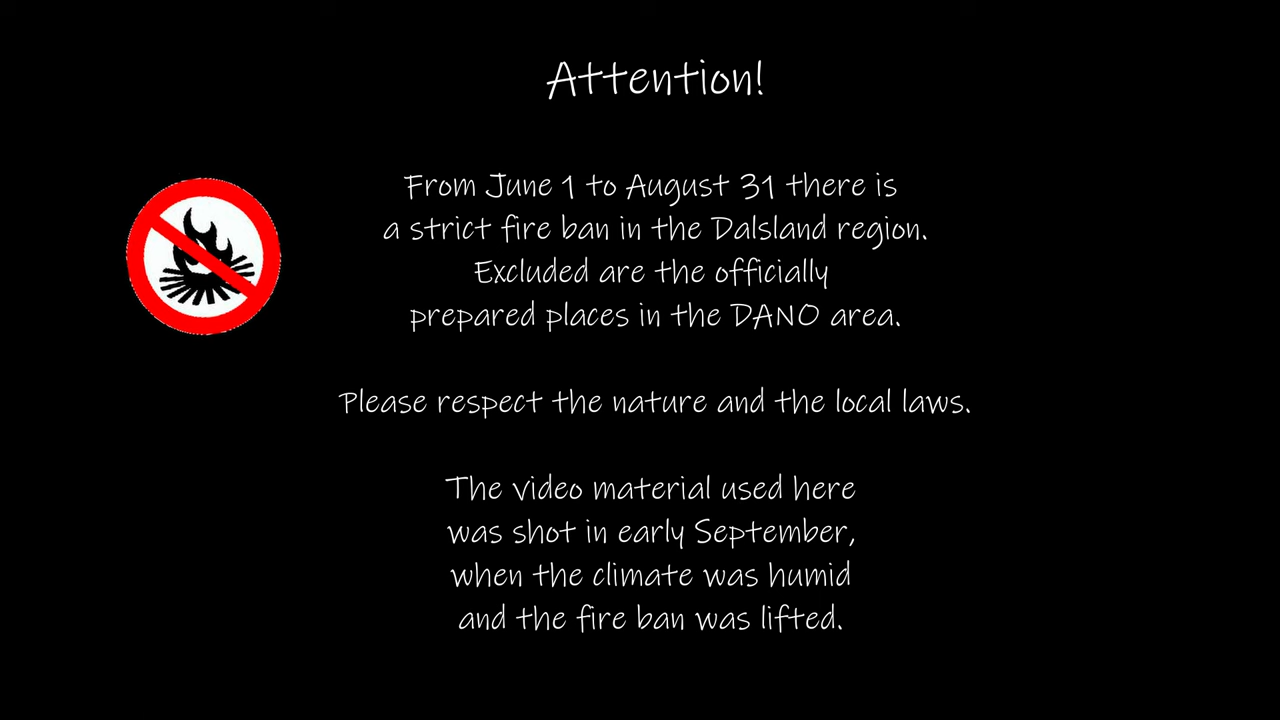 Attention!
From June 1 to August 31 there is
a strict fire ban in the Dalsland region.
Excluded are the officially
prepared places in the DANO area.
Please respect the nature and the local laws.
The video material used here
was shot in early September,
when the climate was humid
and the fire ban was lifted.